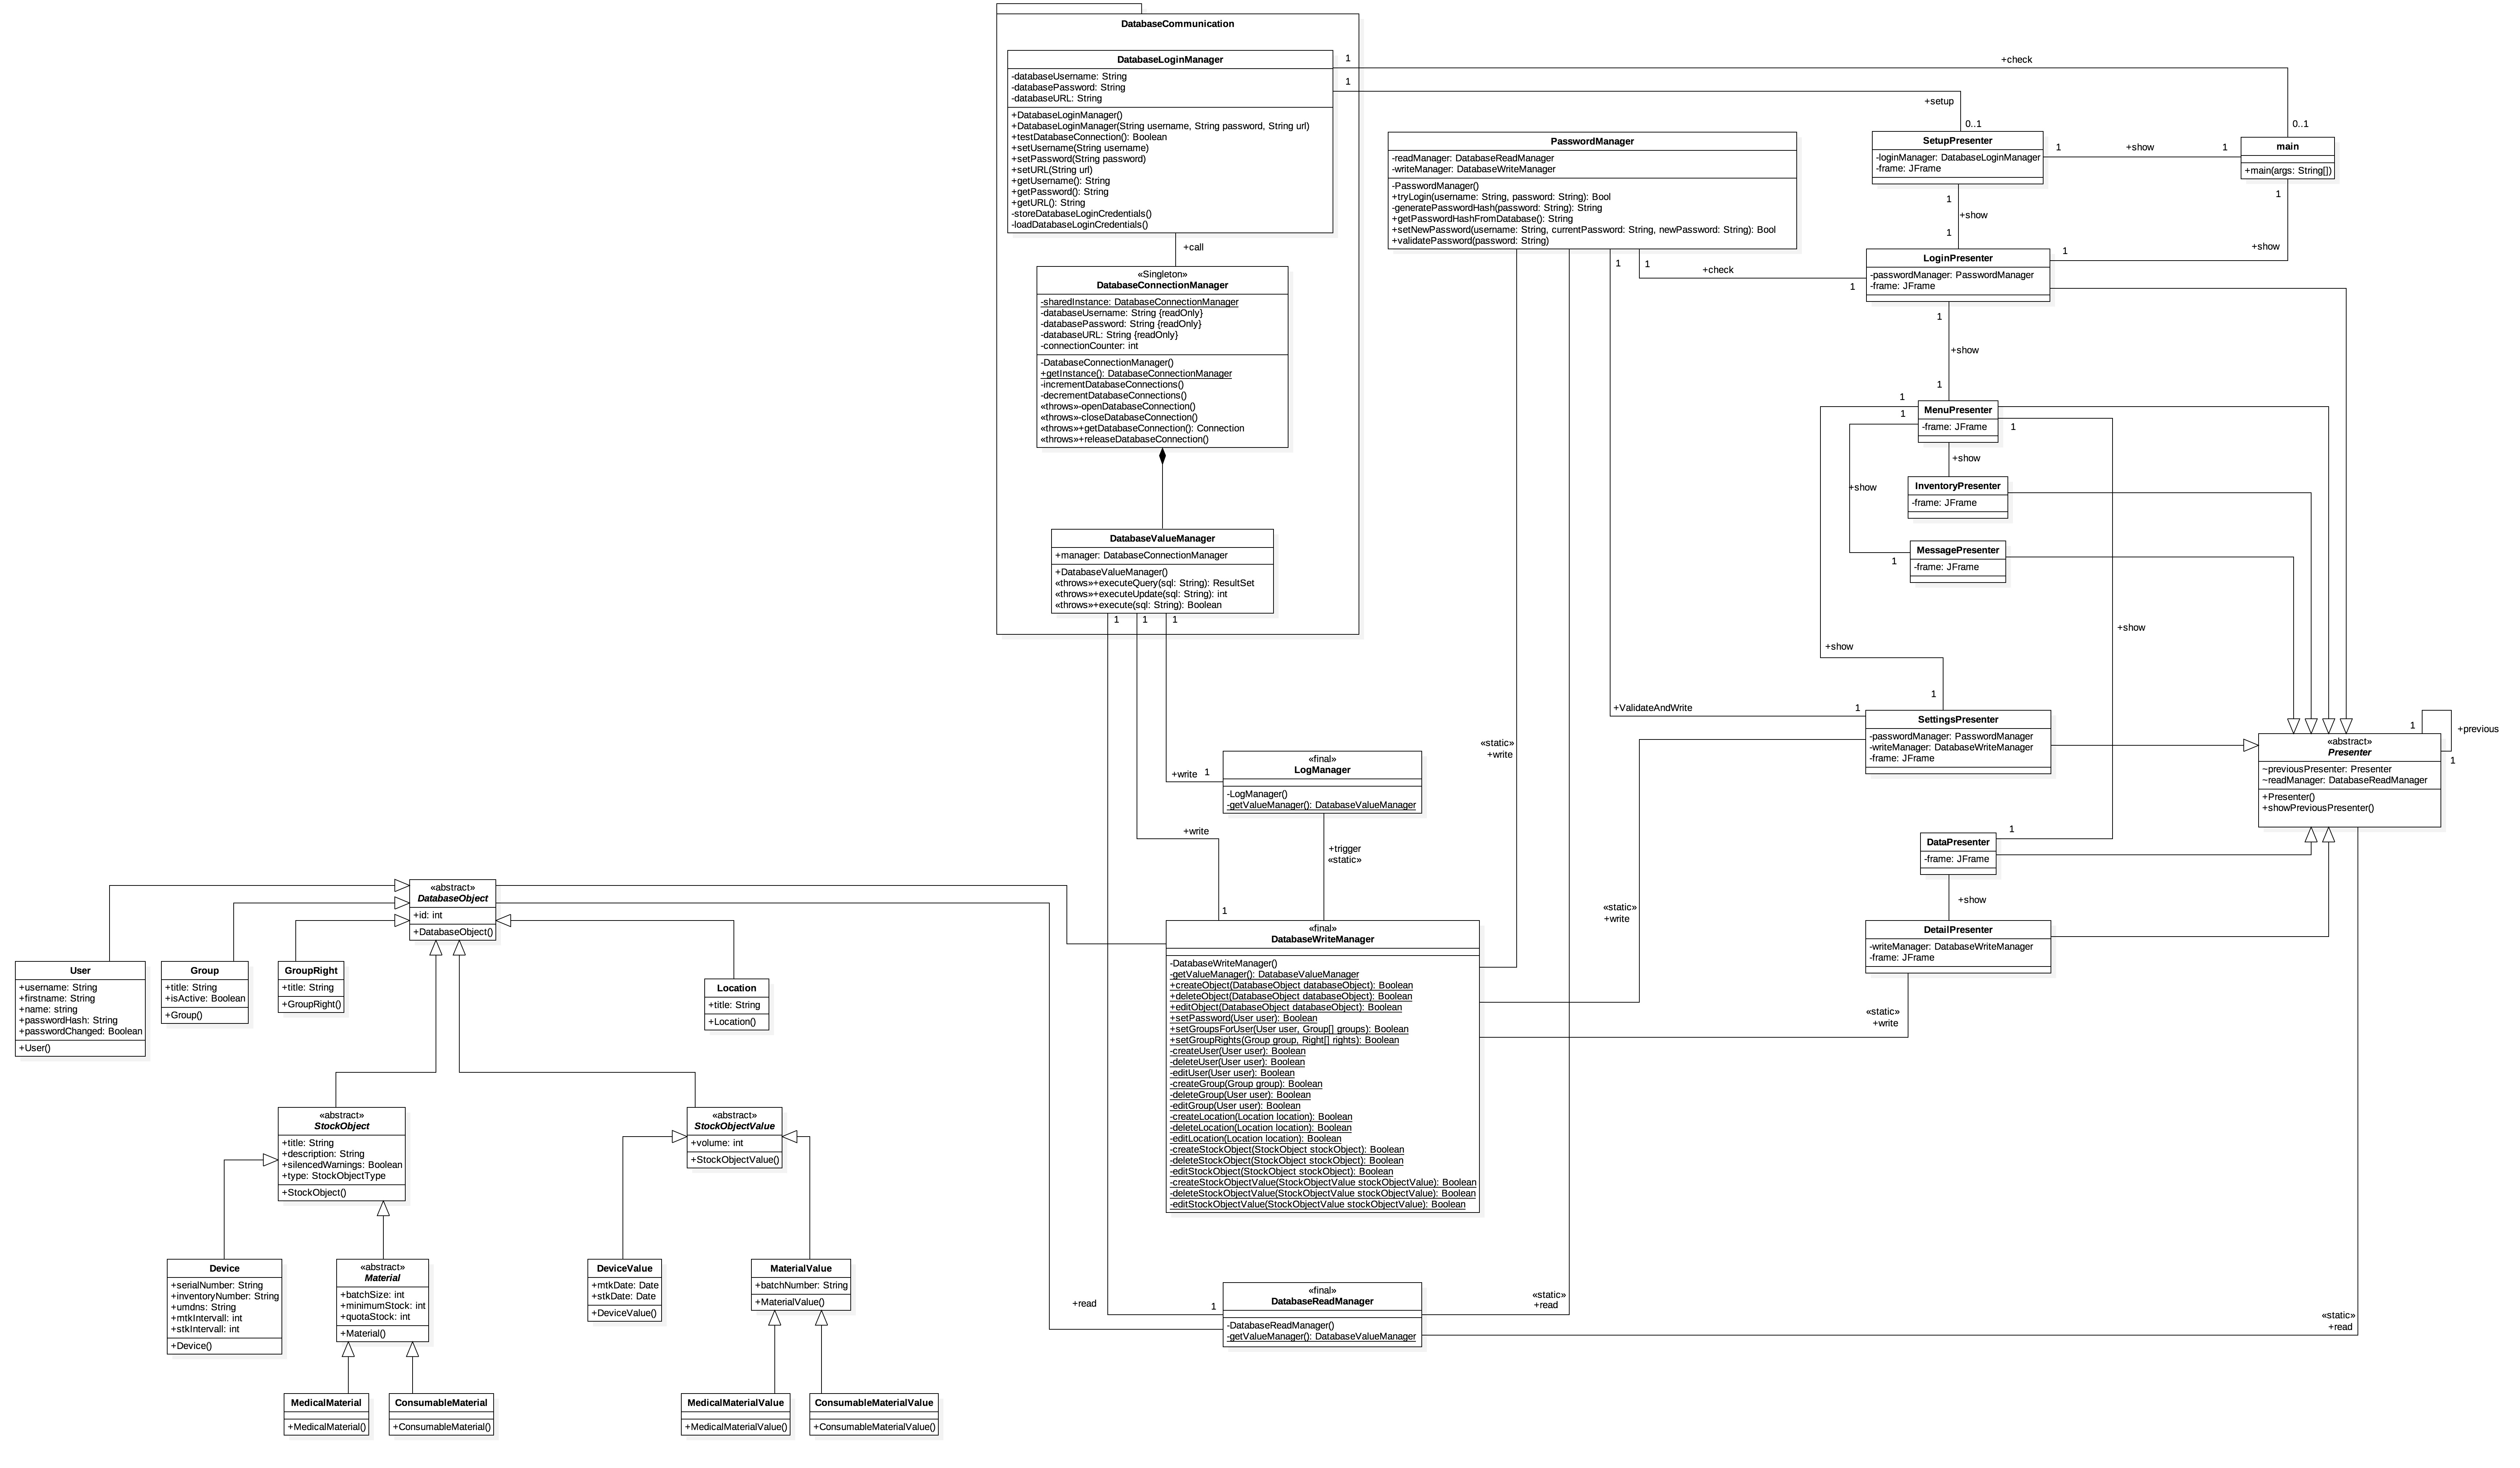 DatabaseCommunication
DatabaseLoginManager
-databaseUsername: String
-databasePassword: String
-databaseURL: String
+DatabaseLoginManager()
+DatabaseLoginManager(String username, String password, String url)
+testDatabaseConnection(): Boolean
+setUsername(String username)
+setPassword(String password)
+setURL(String url)
+getUsername(): String
+getPassword(): String
+getURL(): String
-storeDatabaseLoginCredentials()
-loadDatabaseLoginCredentials()
1
1
+check
+setup
0..1
0..1
+call
«Singleton»
DatabaseConnectionManager
-sharedInstance: DatabaseConnectionManager
-databaseUsername: String {readOnly}
-databasePassword: String {readOnly}
-databaseURL: String {readOnly}
-connectionCounter: int
-DatabaseConnectionManager()
+getInstance(): DatabaseConnectionManager
-incrementDatabaseConnections()
-decrementDatabaseConnections()
«throws»-openDatabaseConnection()
«throws»-closeDatabaseConnection()
«throws»+getDatabaseConnection(): Connection
«throws»+releaseDatabaseConnection()
DatabaseValueManager
+manager: DatabaseConnectionManager
+DatabaseValueManager()
«throws»+executeQuery(sql: String): ResultSet
«throws»+executeUpdate(sql: String): int
«throws»+execute(sql: String): Boolean
1
1
1
PasswordManager
-readManager: DatabaseReadManager
-writeManager: DatabaseWriteManager
-PasswordManager()
+tryLogin(username: String, password: String): Bool
-generatePasswordHash(password: String): String
+getPasswordHashFromDatabase(): String
+setNewPassword(username: String, currentPassword: String, newPassword: String): Bool
+validatePassword(password: String)
1
1
+check
1
SetupPresenter
-loginManager: DatabaseLoginManager
-frame: JFrame
1
+show
1
main
+main(args: String[])
1
+show
1
1
+show
1
LoginPresenter
-passwordManager: PasswordManager
-frame: JFrame
1
+show
1
1
1
MenuPresenter
-frame: JFrame
1
+show
InventoryPresenter
-frame: JFrame
+show
MessagePresenter
-frame: JFrame
1
+show
+show
1
+ValidateAndWrite
1
SettingsPresenter
-passwordManager: PasswordManager
-writeManager: DatabaseWriteManager
-frame: JFrame
1
+previous
1
«abstract»
Presenter
~previousPresenter: Presenter
~readManager: DatabaseReadManager
+Presenter()
+showPreviousPresenter()
1
DataPresenter
-frame: JFrame
+show
DetailPresenter
-writeManager: DatabaseWriteManager
-frame: JFrame
«static»
+write
«static»
+write
«static»
+write
«final»
LogManager
-LogManager()
-getValueManager(): DatabaseValueManager
+write
1
+write
+trigger
«static»
1
«final»
DatabaseWriteManager
-DatabaseWriteManager()
-getValueManager(): DatabaseValueManager
+createObject(DatabaseObject databaseObject): Boolean
+deleteObject(DatabaseObject databaseObject): Boolean
+editObject(DatabaseObject databaseObject): Boolean
+setPassword(User user): Boolean
+setGroupsForUser(User user, Group[] groups): Boolean
+setGroupRights(Group group, Right[] rights): Boolean
-createUser(User user): Boolean
-deleteUser(User user): Boolean
-editUser(User user): Boolean
-createGroup(Group group): Boolean
-deleteGroup(User user): Boolean
-editGroup(User user): Boolean
-createLocation(Location location): Boolean
-deleteLocation(Location location): Boolean
-editLocation(Location location): Boolean
-createStockObject(StockObject stockObject): Boolean
-deleteStockObject(StockObject stockObject): Boolean
-editStockObject(StockObject stockObject): Boolean
-createStockObjectValue(StockObjectValue stockObjectValue): Boolean
-deleteStockObjectValue(StockObjectValue stockObjectValue): Boolean
-editStockObjectValue(StockObjectValue stockObjectValue): Boolean
«final»
DatabaseReadManager
-DatabaseReadManager()
-getValueManager(): DatabaseValueManager
+read
1
«static»
+read
«static»
+read
«abstract»
DatabaseObject
+id: int
+DatabaseObject()
User
+username: String
+firstname: String
+name: string
+passwordHash: String
+passwordChanged: Boolean
+User()
Group
+title: String
+isActive: Boolean
+Group()
GroupRight
+title: String
+GroupRight()
Location
+title: String
+Location()
«abstract»
StockObject
+title: String
+description: String
+silencedWarnings: Boolean
+type: StockObjectType
+StockObject()
«abstract»
StockObjectValue
+volume: int
+StockObjectValue()
Device
+serialNumber: String
+inventoryNumber: String
+umdns: String
+mtkIntervall: int
+stkIntervall: int
+Device()
«abstract»
Material
+batchSize: int
+minimumStock: int
+quotaStock: int
+Material()
DeviceValue
+mtkDate: Date
+stkDate: Date
+DeviceValue()
MaterialValue
+batchNumber: String
+MaterialValue()
MedicalMaterial
+MedicalMaterial()
ConsumableMaterial
+ConsumableMaterial()
MedicalMaterialValue
+MedicalMaterialValue()
ConsumableMaterialValue
+ConsumableMaterialValue()